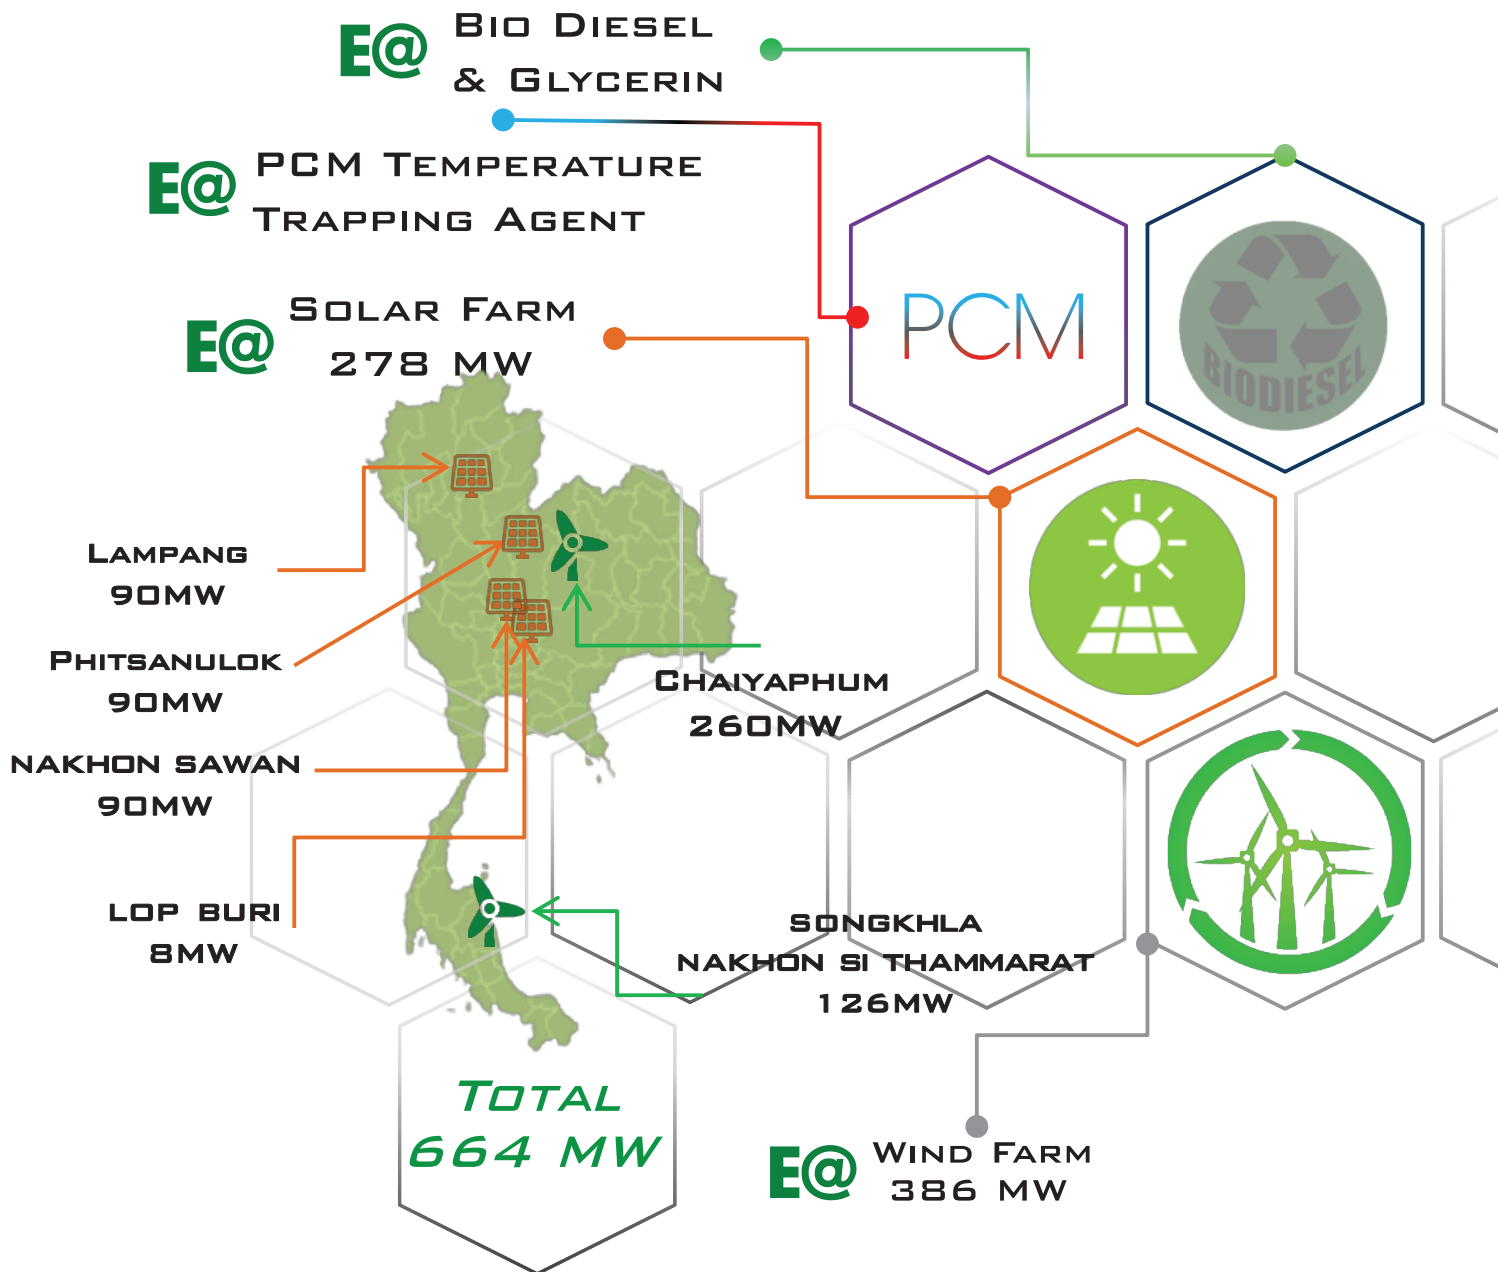 E@ BIO DIESEL
& GLYCERIN
E@ PCM TEMPERATURE
TRAPPING AGENT
E@ SOLAR FARM
278 MW
PCM
BIODIESEL
LAMPANG
90MW
PHITSANULOK
90MW
NAKHON SAWAN
90MW
LOP BURI
8MW
CHAIYAPHUM
260MW
SONGKHLA
NAKHON SI THAMMARAT
126MW
TOTAL
664 MW
E@ WIND FARM
386 MW